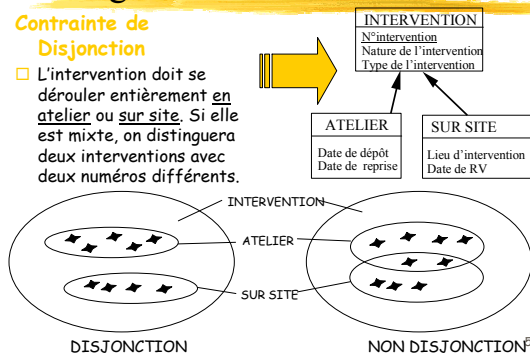 Contrainte de
Disjonction
L'intervention doit se
dérouler entièrement en
atelier ou sur site. Si elle
est mixte, on distinguera
deux interventions avec
deux numéros différents.
INTERVENTION
N°intervention
Nature de l'intervention
Type de l'intervention
ATELIER
Date de dépôt
Date de reprise
SUR SITE
Lieu d'intervention
Date de RV
INTERVENTION
ATELIER
SUR SITE
DISJONCTION
NON DISJONCTION